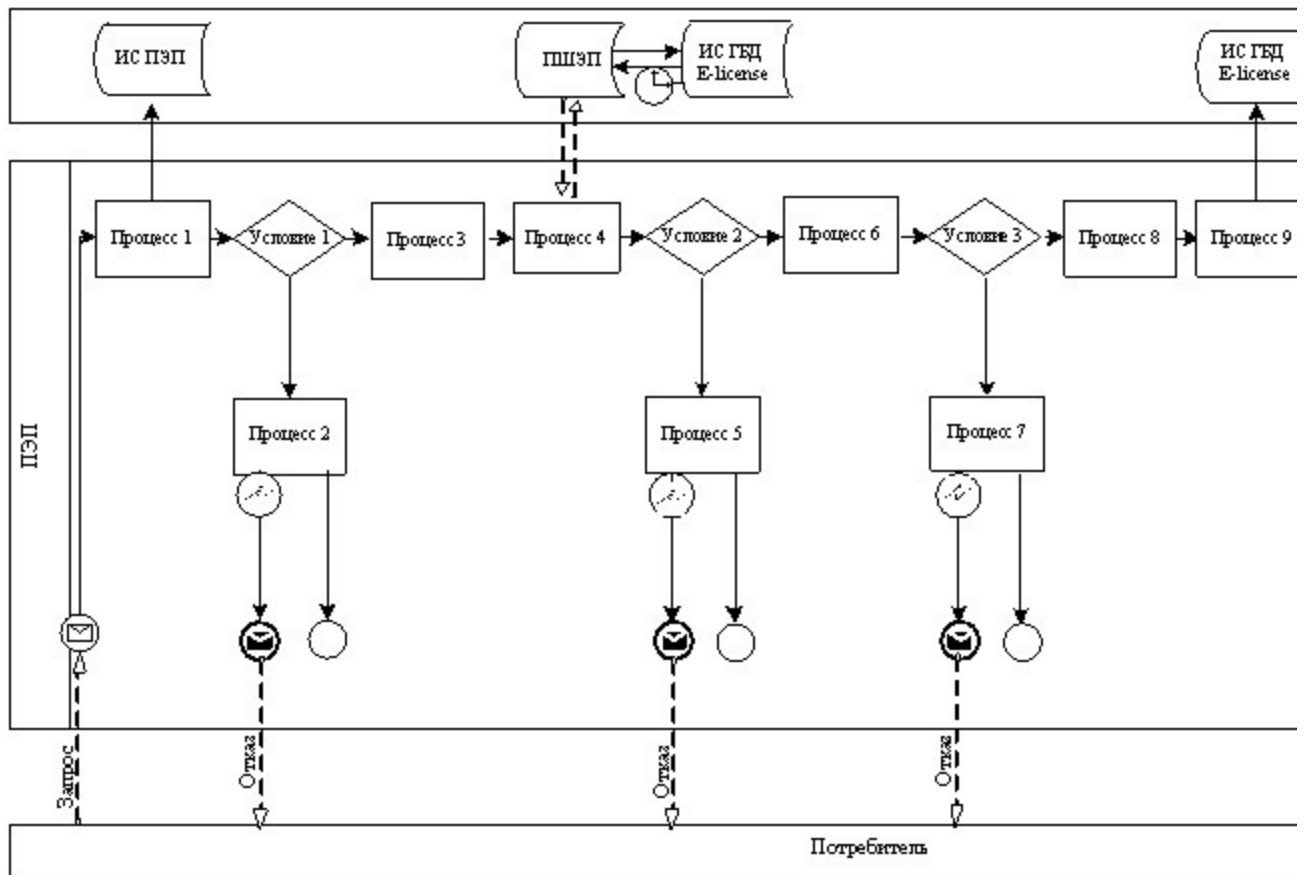 ИС ПЭП
ПШЭП
ИС ГБД
E-license
ИС ГБД
E-license
ПЭП
Процесс 1
Условие 1
Процесс 3
Процесс 4
Условие 2
Процесс 6
Условие 3
Процесс 8
Процесс 9
Процесс 2
Процесс 5
Процесс 7
Запрос
Отказ
Отказ
Отказ
Потребитель